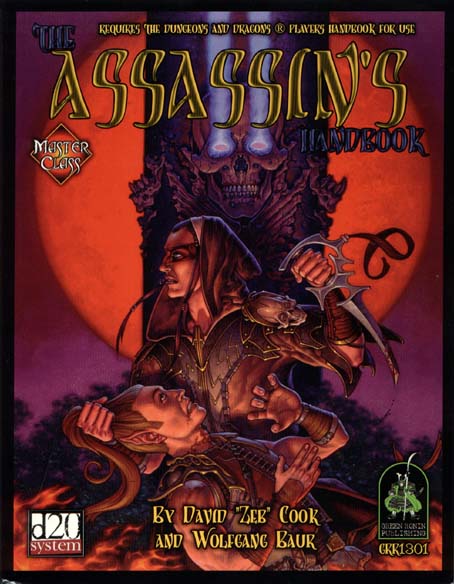 REQUIRES THE DUNGEONS AND DRAGONS ® PLAYERS HANDBOOK FOR USE
THE
ASSASSIN'S
HANDBOOK
MASTER
CLASS
BY DAVID "ZEB" COOK
AND WOLFGANG BAUR
d20
system
GREEN RONIN
PUBLISHING
GRR1301